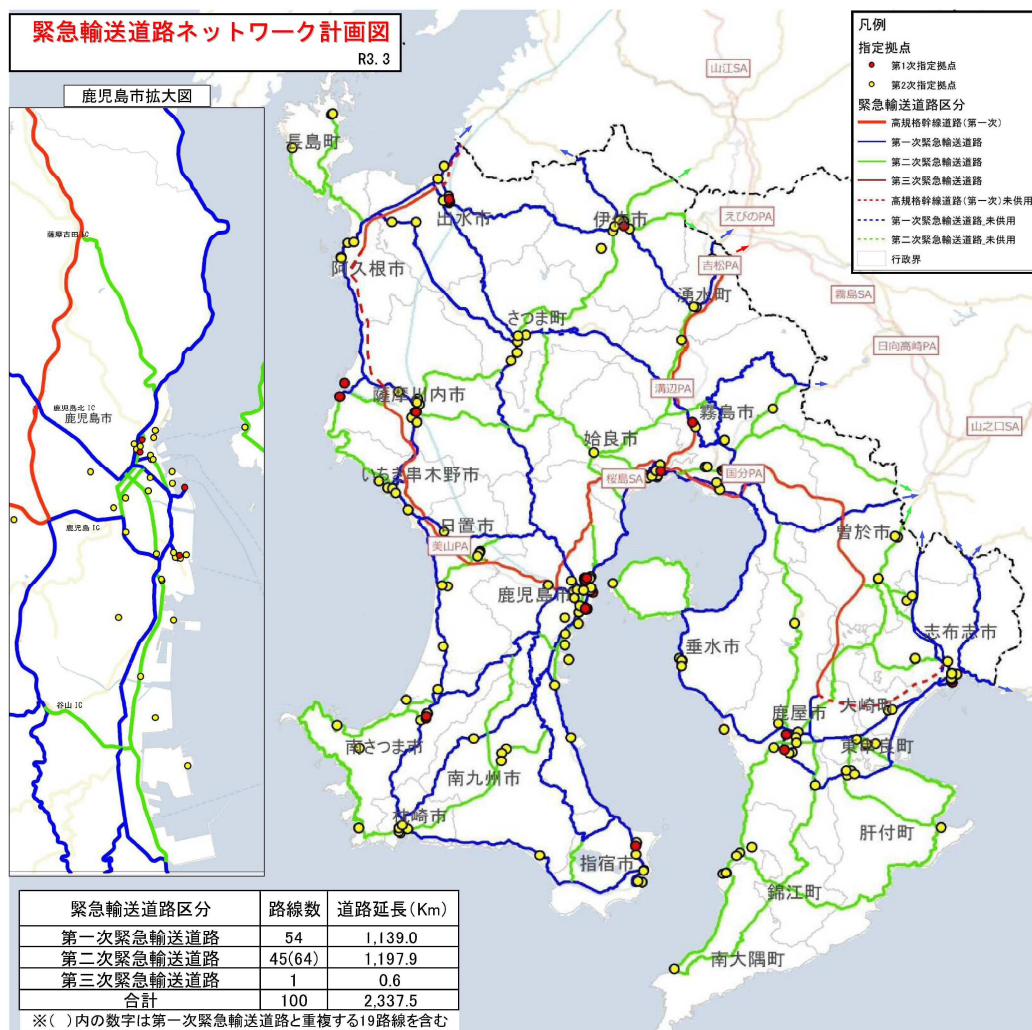 緊急輸送道路ネットワーク計画図
R3.3
鹿児島市拡大図
薩摩吉田 IC
鹿児島北 IC
鹿児島市
鹿児島 IC
谷山 IC
凡例
指定拠点
第1次指定拠点
第2次指定拠点
緊急輸送道路区分
高規格幹線道路(第一次)
第一次緊急輸送道路
第二次緊急輸送道路
第三次緊急輸送道路
高規格幹線道路(第一次)未供用
第一次緊急輸送道路_未供用
第二次緊急輸送道路_未供用
行政界
山江SA
長島町
出水市
伊佐市
えびのPA
阿久根市
吉松PA
湧水町
霧島SA
さつま町
日向高崎PA
薩摩川内市
溝辺PA
霧島市
山之口SA
姶良市
いちき串木野市
桜島SA
国分PA
日置市
曽於市
美山PA
鹿児島市
志布志市
垂水市
大崎町
鹿屋市
南さつま市
東串良町
南九州市
枕崎市
肝付町
指宿市
錦江町
南大隅町
緊急輸送道路区分 路線数 道路延長(Km)
第一次緊急輸送道路 54 1,139.0
第二次緊急輸送道路 45(64) 1,197.9
第三次緊急輸送道路 1 0.6
合計 100 2,337.5
※( )内の数字は第一次緊急輸送道路と重複する19路線を含む